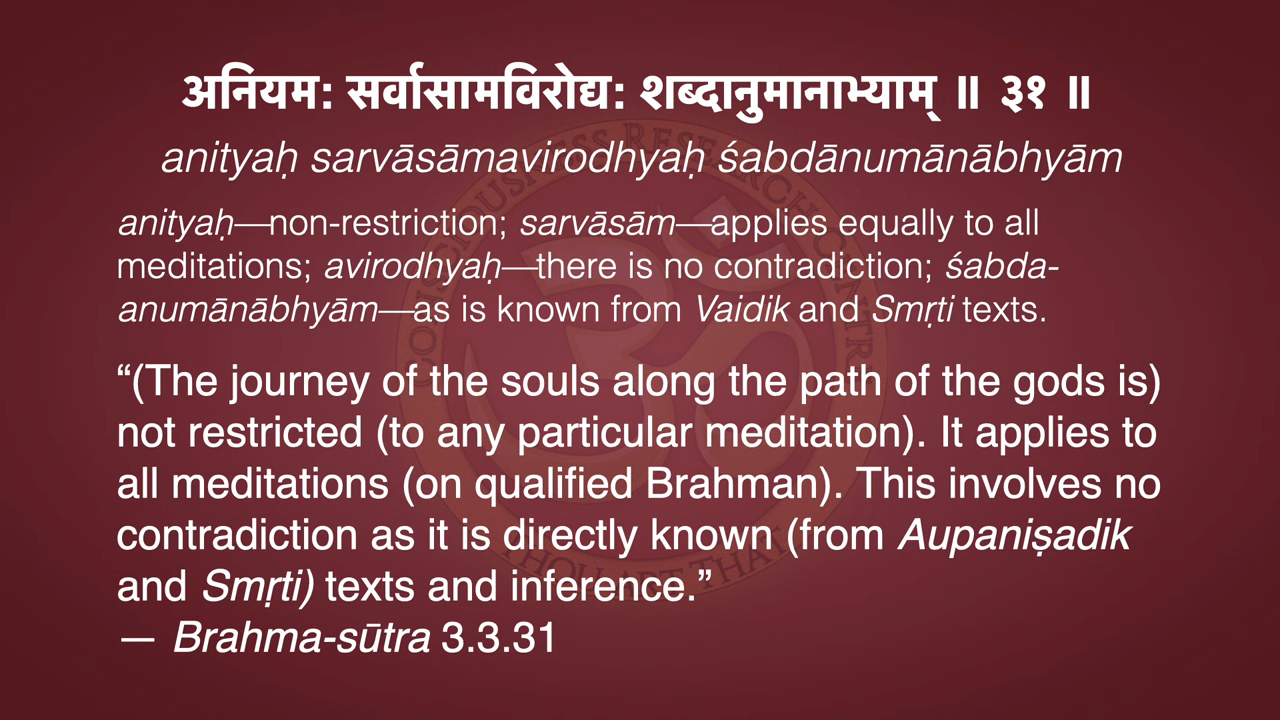 अनियमः सर्वासामविरोद्यः शब्दानुमानाभ्याम् ॥ ३१ ॥
anityaḥ sarvāsāmavirodhyaḥ śabdānumānābhyām
anityaḥ—non-restriction; sarvāsām—applies equally to all
meditations; avirodhyaḥ—there is no contradiction; śabda-
anumānābhyām—as is known from Vaidik and Smṛti texts.
“(The journey of the souls along the path of the gods is)
not restricted (to any particular meditation). It applies to
all meditations (on qualified Brahman). This involves no
contradiction as it is directly known (from Aupaniṣadik
and Smṛti) texts and inference.”
— Brahma-sūtra 3.3.31